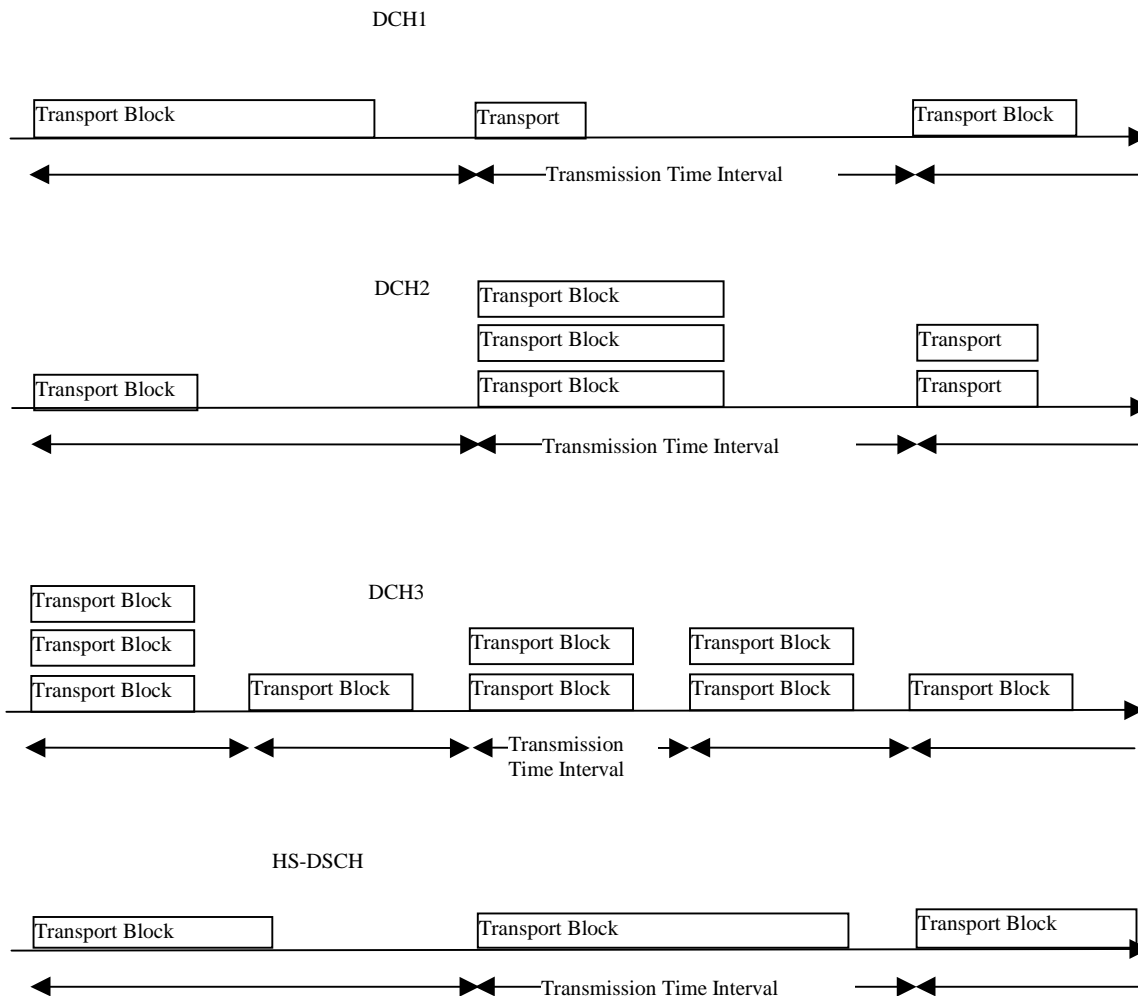 DCH1
Transport Block
Transport
Transport Block
Transmission Time Interval
DCH2
Transport Block
Transport Block
Transport
Transport Block
Transport Block
Transport
Transmission Time Interval
DCH3
Transport Block
Transport Block
Transport Block
Transport Block
Transport Block
Transport Block
Transport Block
Transport Block
Transport Block
Transmission
Time Interval
HS-DSCH
Transport Block
Transport Block
Transport Block
Transmission Time Interval